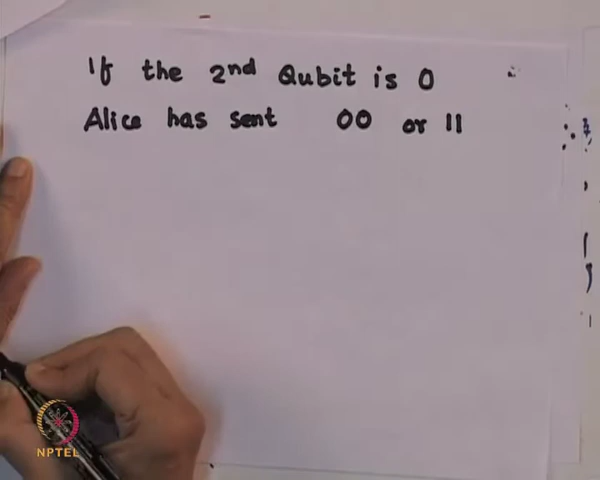 If the 2nd Qubit is 0
Alice has sent 00 or 11
NPTEL